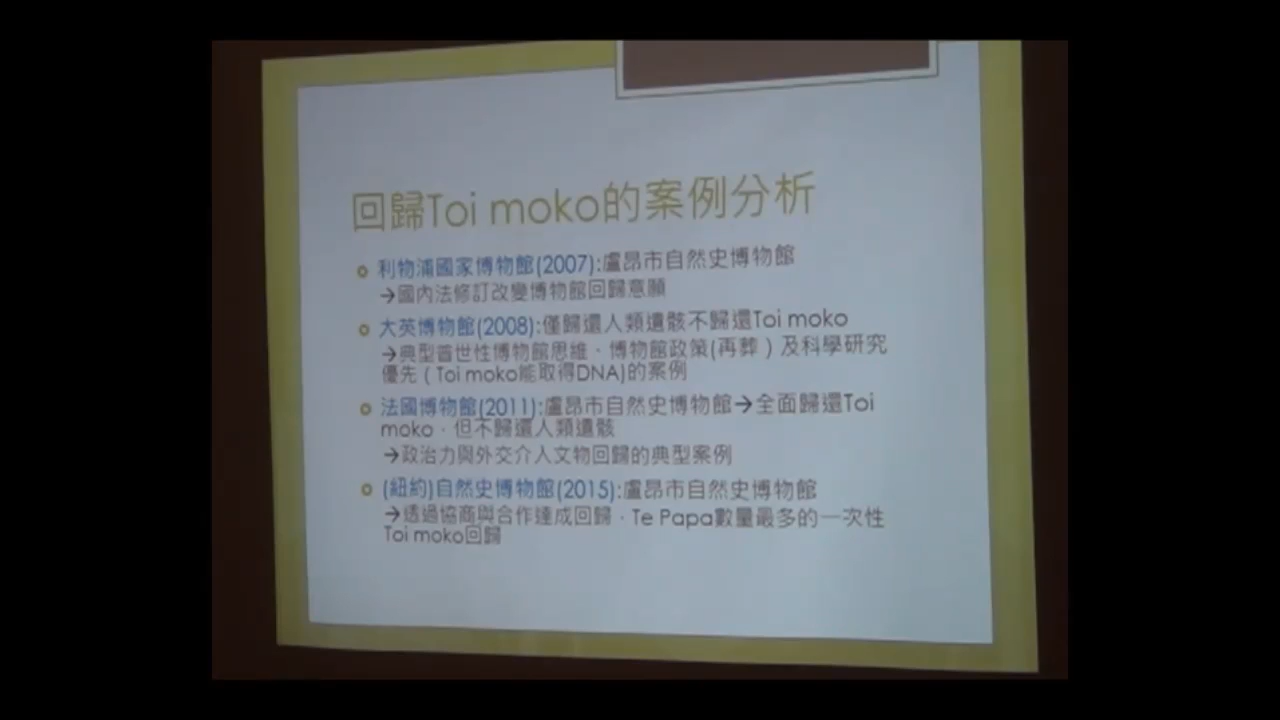 回歸Toi moko的案例分析
利物浦國家博物館(2007):盧昂市自然史博物館
→國內法修訂改變博物館回歸意願
大英博物館(2008):僅歸還人類遺骸不歸還Toi moko
→典型普世性博物館思維，博物館政策(再葬）及科學研究
優先（Toi moko能取得DNA)的案例
法國博物館(2011):盧昂市自然史博物館→全面歸還Toi
moko，但不歸還人類遺骸
→政治力與外交介入文物回歸的典型案例
(紐約)自然史博物館(2015):盧昂市自然史博物館
→透過協商與合作達成回歸，Te Papa數量最多的一次性
Toi moko回歸